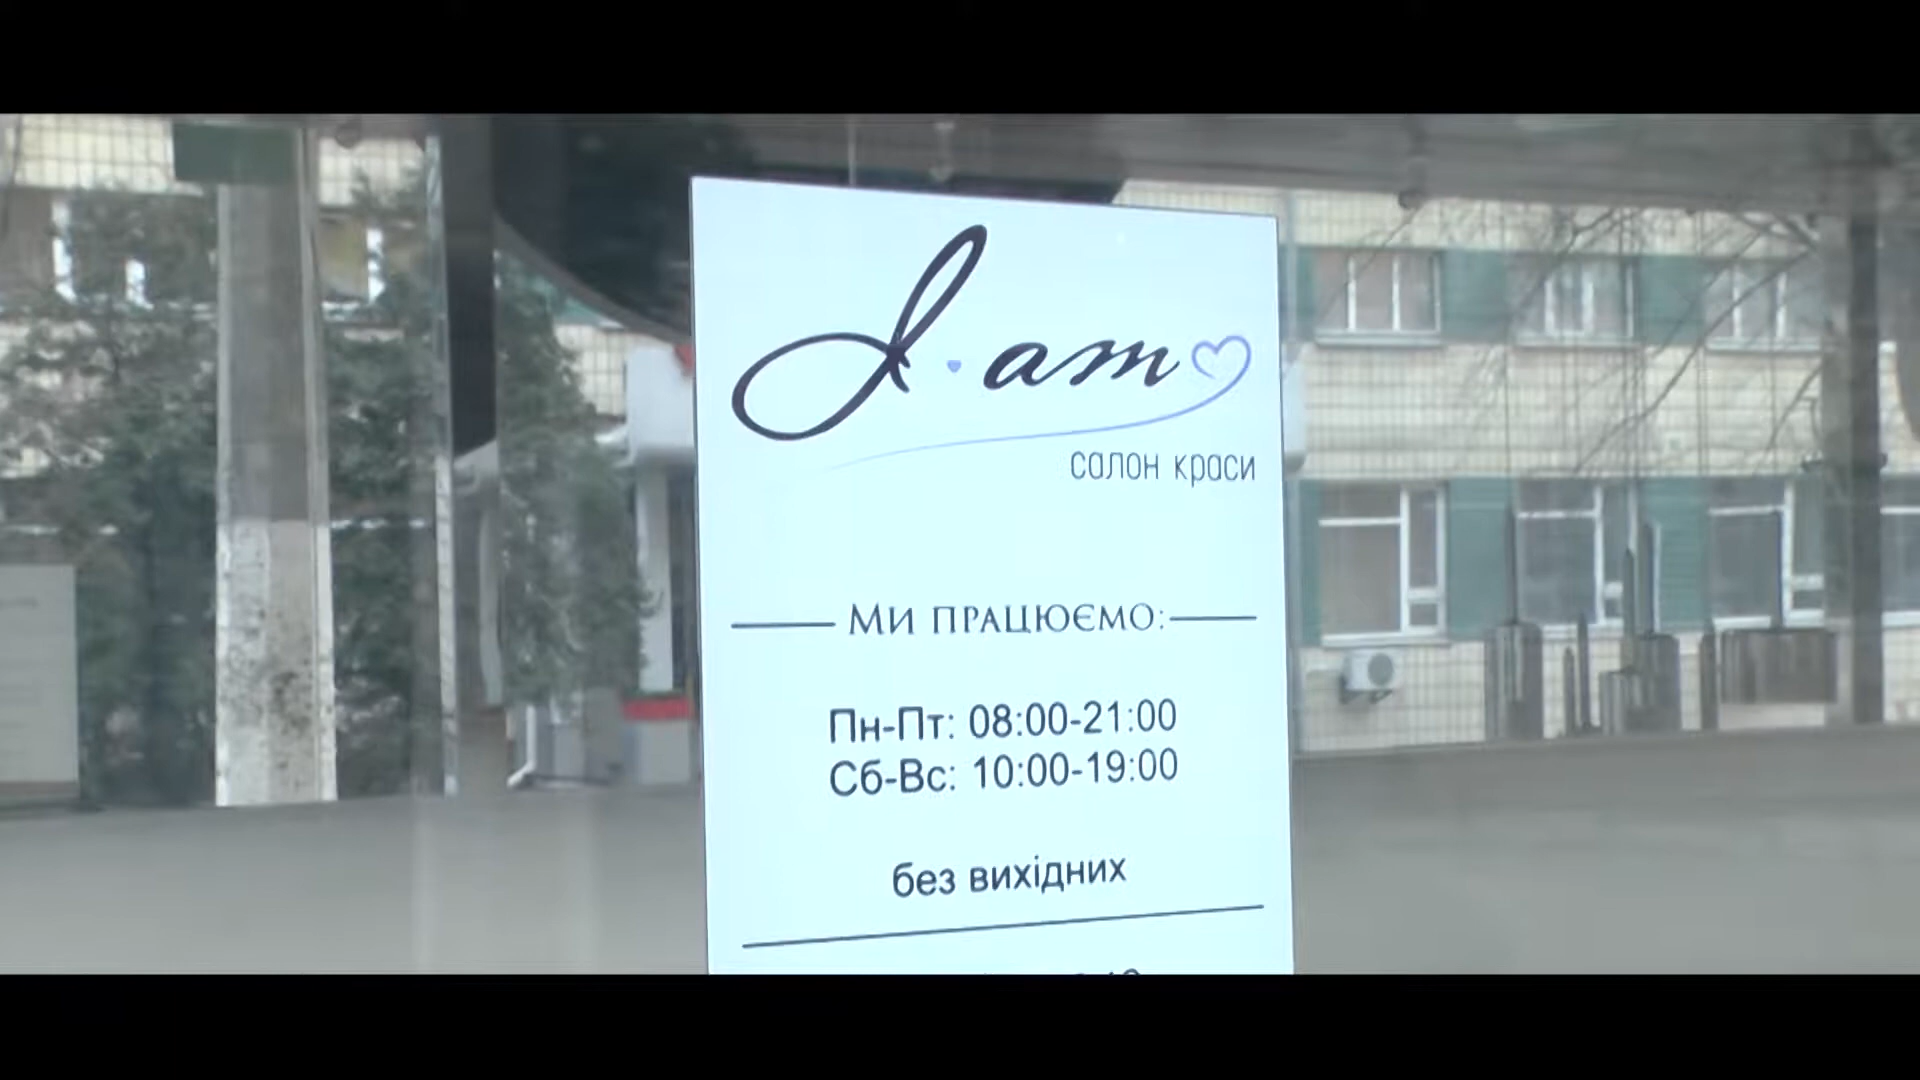 I·am
салон краси
Ми працюємо:
Пн-Пт: 08:00-21:00
Сб-Вс: 10:00-19:00
без вихідних